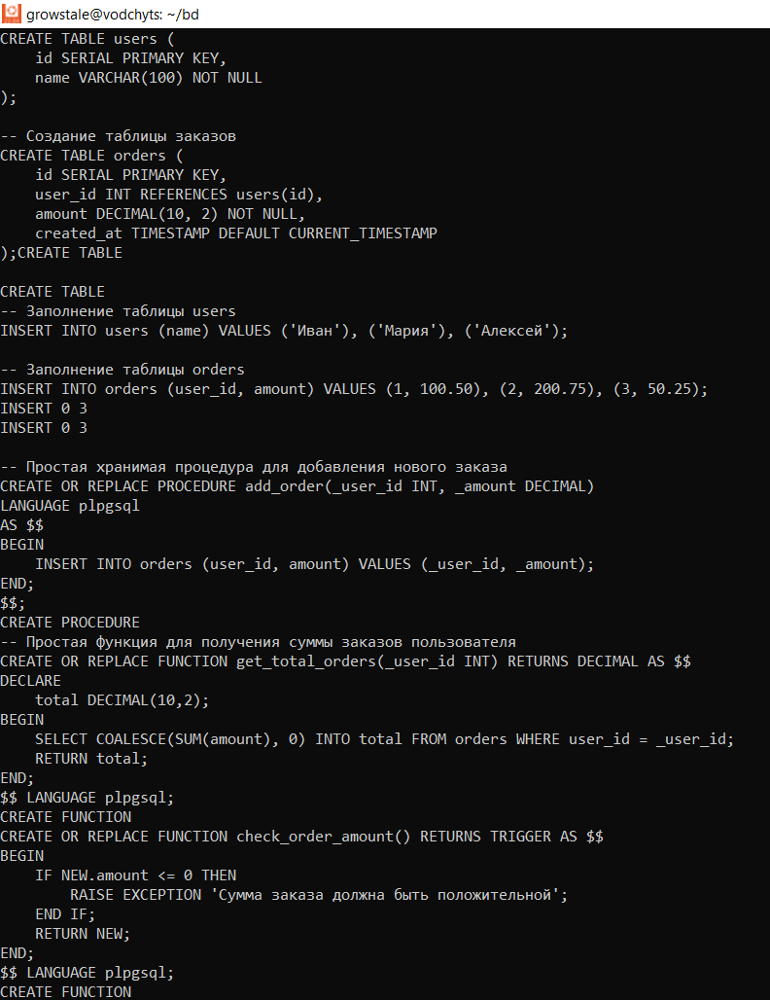 growstale@vodchyts: ~/bd
CREATE TABLE users (
    id SERIAL PRIMARY KEY,
    name VARCHAR(100) NOT NULL
);

-- Создание таблицы заказов
CREATE TABLE orders (
    id SERIAL PRIMARY KEY,
    user_id INT REFERENCES users(id),
    amount DECIMAL(10, 2) NOT NULL,
    created_at TIMESTAMP DEFAULT CURRENT_TIMESTAMP
);CREATE TABLE

CREATE TABLE
-- Заполнение таблицы users
INSERT INTO users (name) VALUES ('Иван'), ('Мария'), ('Алексей');

-- Заполнение таблицы orders
INSERT INTO orders (user_id, amount) VALUES (1, 100.50), (2, 200.75), (3, 50.25);
INSERT 0 3
INSERT 0 3

-- Простая хранимая процедура для добавления нового заказа
CREATE OR REPLACE PROCEDURE add_order(_user_id INT, _amount DECIMAL)
LANGUAGE plpgsql
AS $$
BEGIN
    INSERT INTO orders (user_id, amount) VALUES (_user_id, _amount);
END;
$$;
CREATE PROCEDURE
-- Простая функция для получения суммы заказов пользователя
CREATE OR REPLACE FUNCTION get_total_orders(_user_id INT) RETURNS DECIMAL AS $$
DECLARE
    total DECIMAL(10,2);
BEGIN
    SELECT COALESCE(SUM(amount), 0) INTO total FROM orders WHERE user_id = _user_id;
    RETURN total;
END;
$$ LANGUAGE plpgsql;
CREATE FUNCTION
CREATE OR REPLACE FUNCTION check_order_amount() RETURNS TRIGGER AS $$
BEGIN
    IF NEW.amount <= 0 THEN
        RAISE EXCEPTION 'Сумма заказа должна быть положительной';
    END IF;
    RETURN NEW;
END;
$$ LANGUAGE plpgsql;
CREATE FUNCTION